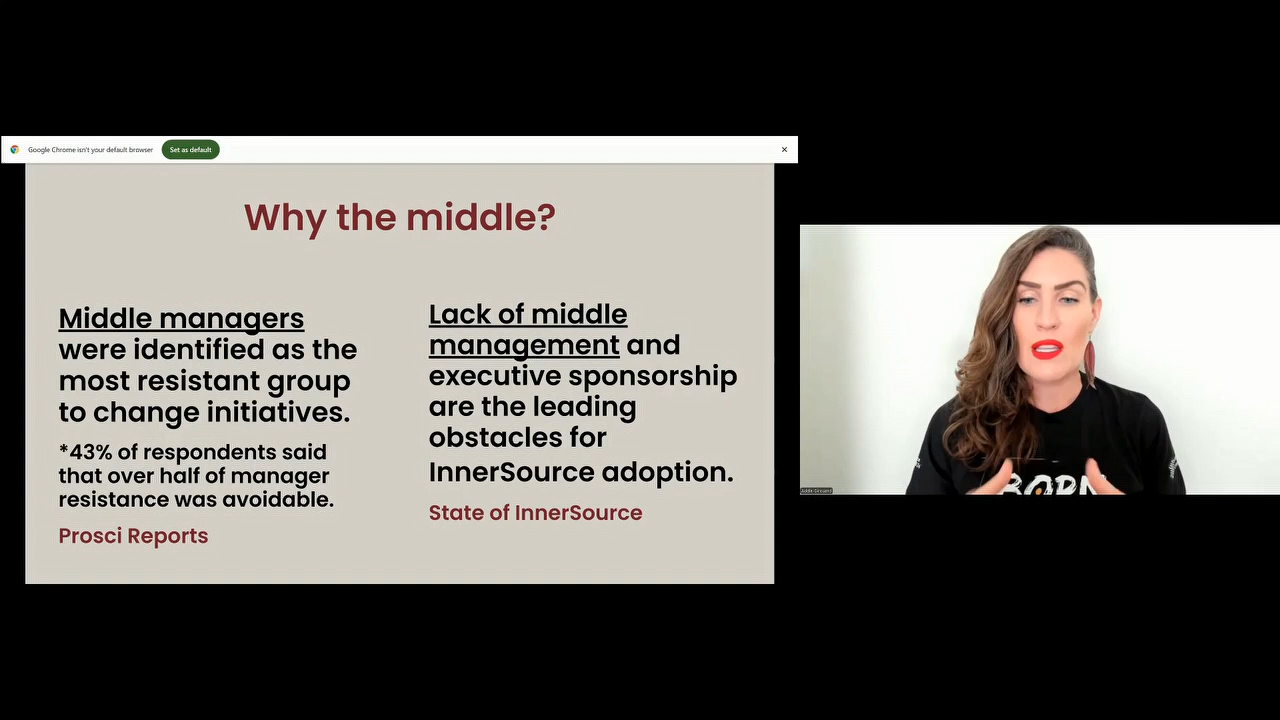 Google Chrome isn't your default browser
Set as default
Why the middle?
Middle managers
were identified as the
most resistant group
to change initiatives.
*43% of respondents said
that over half of manager
resistance was avoidable.
Prosci Reports
Lack of middle
management and
executive sponsorship
are the leading
obstacles for
InnerSource adoption.
State of InnerSource
BORN